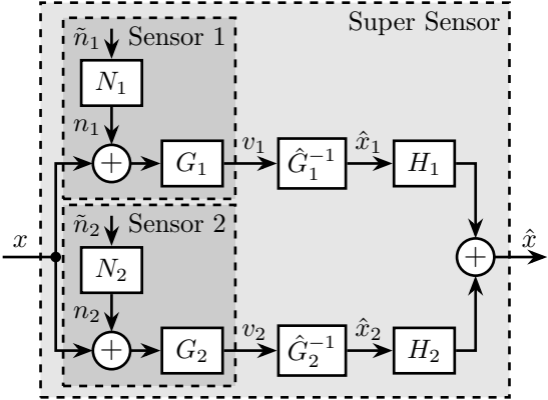 Super Sensor
ñ₁ Sensor 1
N₁
n₁
+ G₁ v₁ Ĝ₁⁻¹ x̂₁ H₁
ñ₂ Sensor 2
x N₂ + x̂
n₂
+ G₂ v₂ Ĝ₂⁻¹ x̂₂ H₂